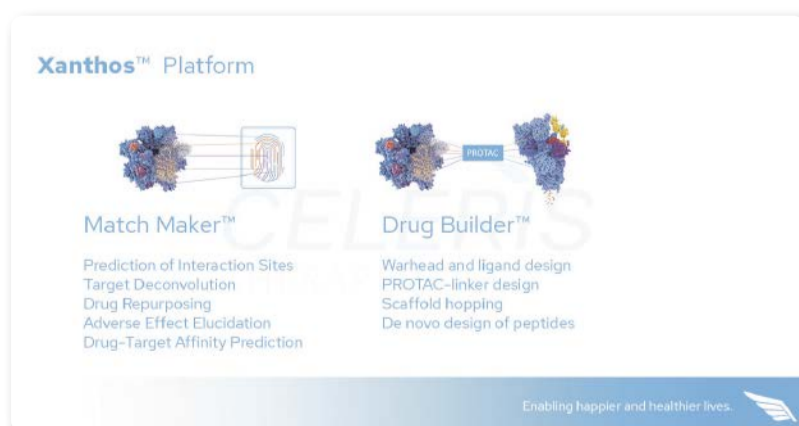 Xanthos™ Platform
PROTAC
Match Maker™
Prediction of Interaction Sites
Target Deconvolution
Drug Repurposing
Adverse Effect Elucidation
Drug-Target Affinity Prediction
Drug Builder™
Warhead and ligand design
PROTAC-linker design
Scaffold hopping
De novo design of peptides
CELERIS
Enabling happier and healthier lives.